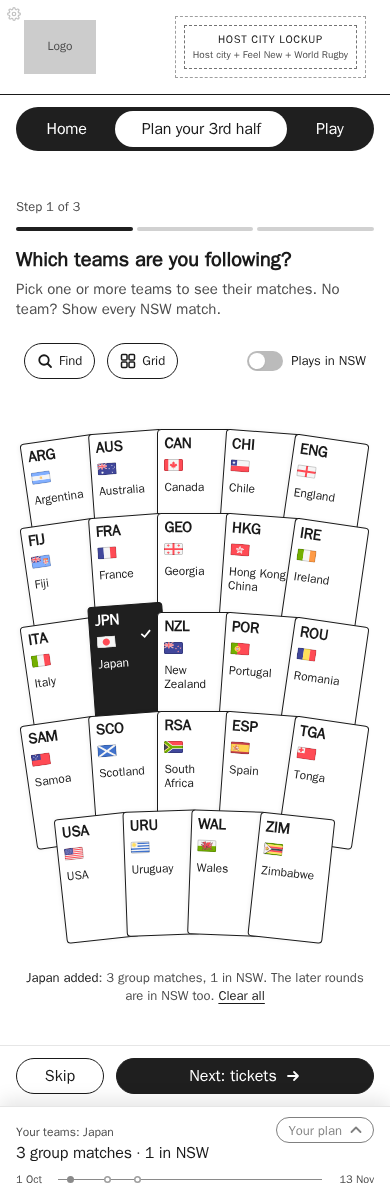 Logo
HOST CITY LOCKUP
Host city + Feel New + World Rugby
Home
Plan your 3rd half
Play
Step 1 of 3
Which teams are you following?
Pick one or more teams to see their matches. No
team? Show every NSW match.
Find
Grid
Plays in NSW
ARG
Argentina
AUS
Australia
CAN
Canada
CHI
Chile
ENG
England
FIJ
Fiji
FRA
France
GEO
Georgia
HKG
Hong Kong
China
IRE
Ireland
ITA
Italy
JPN
Japan
NZL
New
Zealand
POR
Portugal
ROU
Romania
SAM
Samoa
SCO
Scotland
RSA
South
Africa
ESP
Spain
TGA
Tonga
USA
USA
URU
Uruguay
WAL
Wales
ZIM
Zimbabwe
Japan added: 3 group matches, 1 in NSW. The later rounds
are in NSW too. Clear all
Skip
Next: tickets
Your teams: Japan
Your plan
3 group matches · 1 in NSW
1 Oct
13 Nov